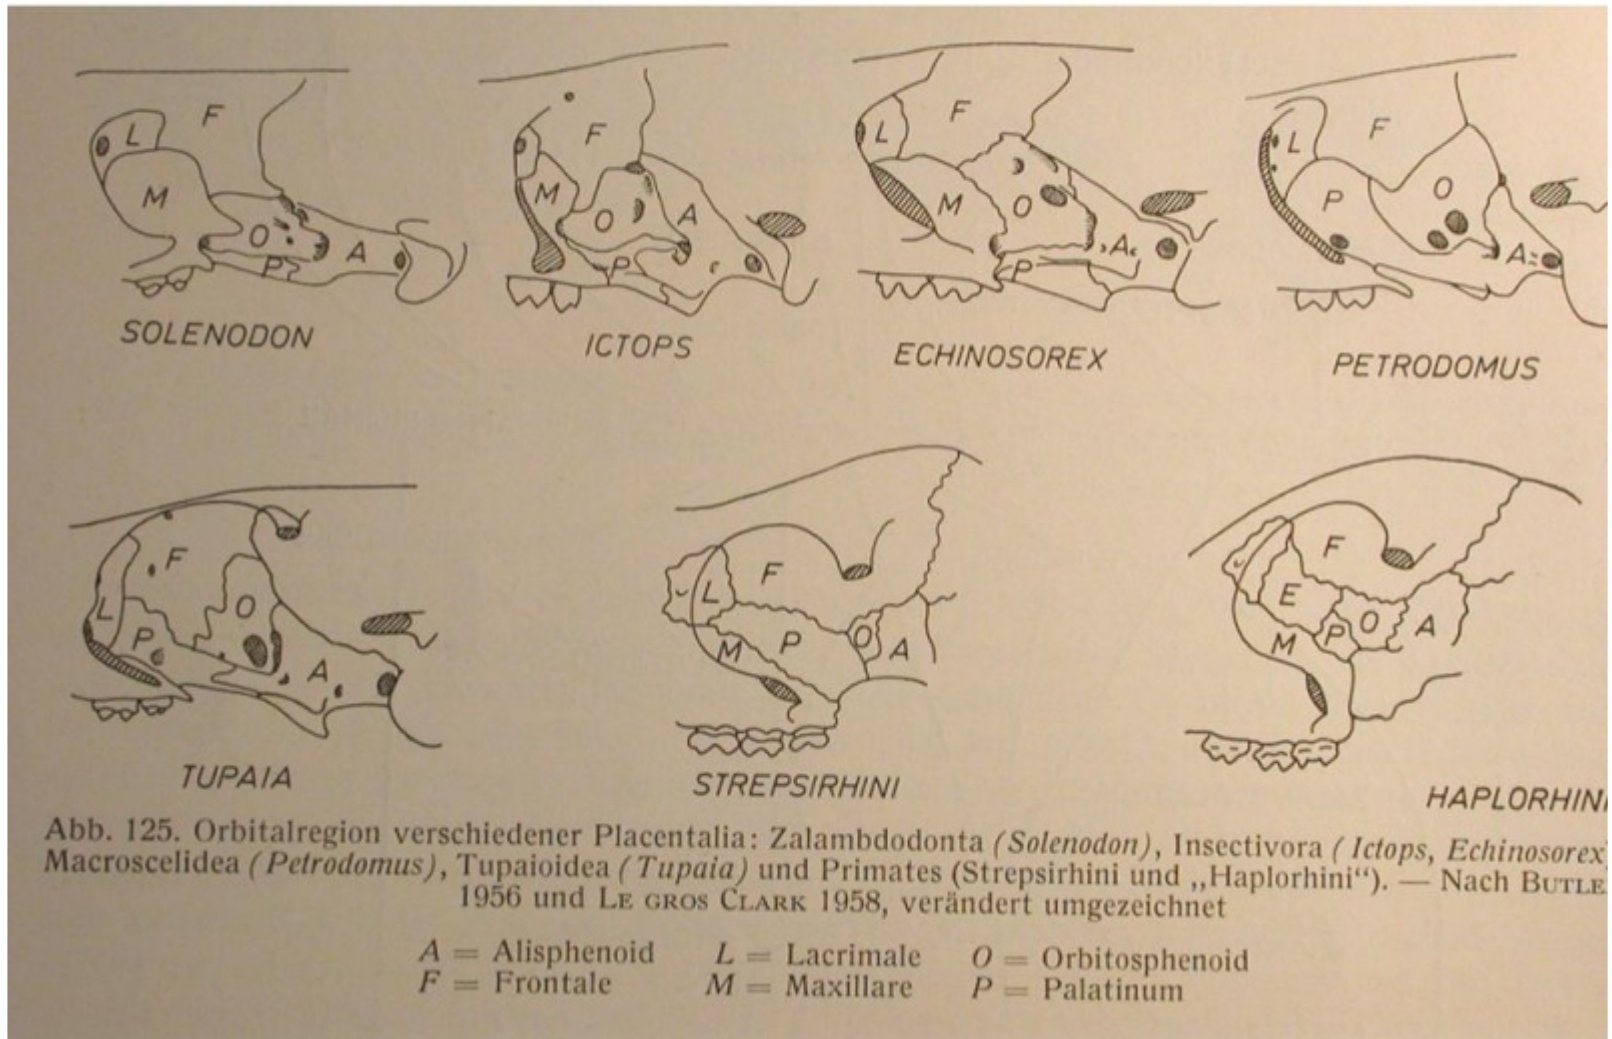 L F M O P A
L F M O A P
L F M O A P
L F P O A
SOLENODON
ICTOPS
ECHINOSOREX
PETRODOMUS
F L P O A
L F M P O A
F E M P O A
TUPAIA
STREPSIRHINI
HAPLORHINI
Abb. 125. Orbitalregion verschiedener Placentalia: Zalambdodonta (Solenodon), Insectivora (Ictops, Echinosorex)
Macroscelidea (Petrodomus), Tupaioidea (Tupaia) und Primates (Strepsirhini und „Haplorhini“). — Nach BUTLE
1956 und LE GROS CLARK 1958, verändert umgezeichnet
A = Alisphenoid L = Lacrimale O = Orbitosphenoid
F = Frontale M = Maxillare P = Palatinum